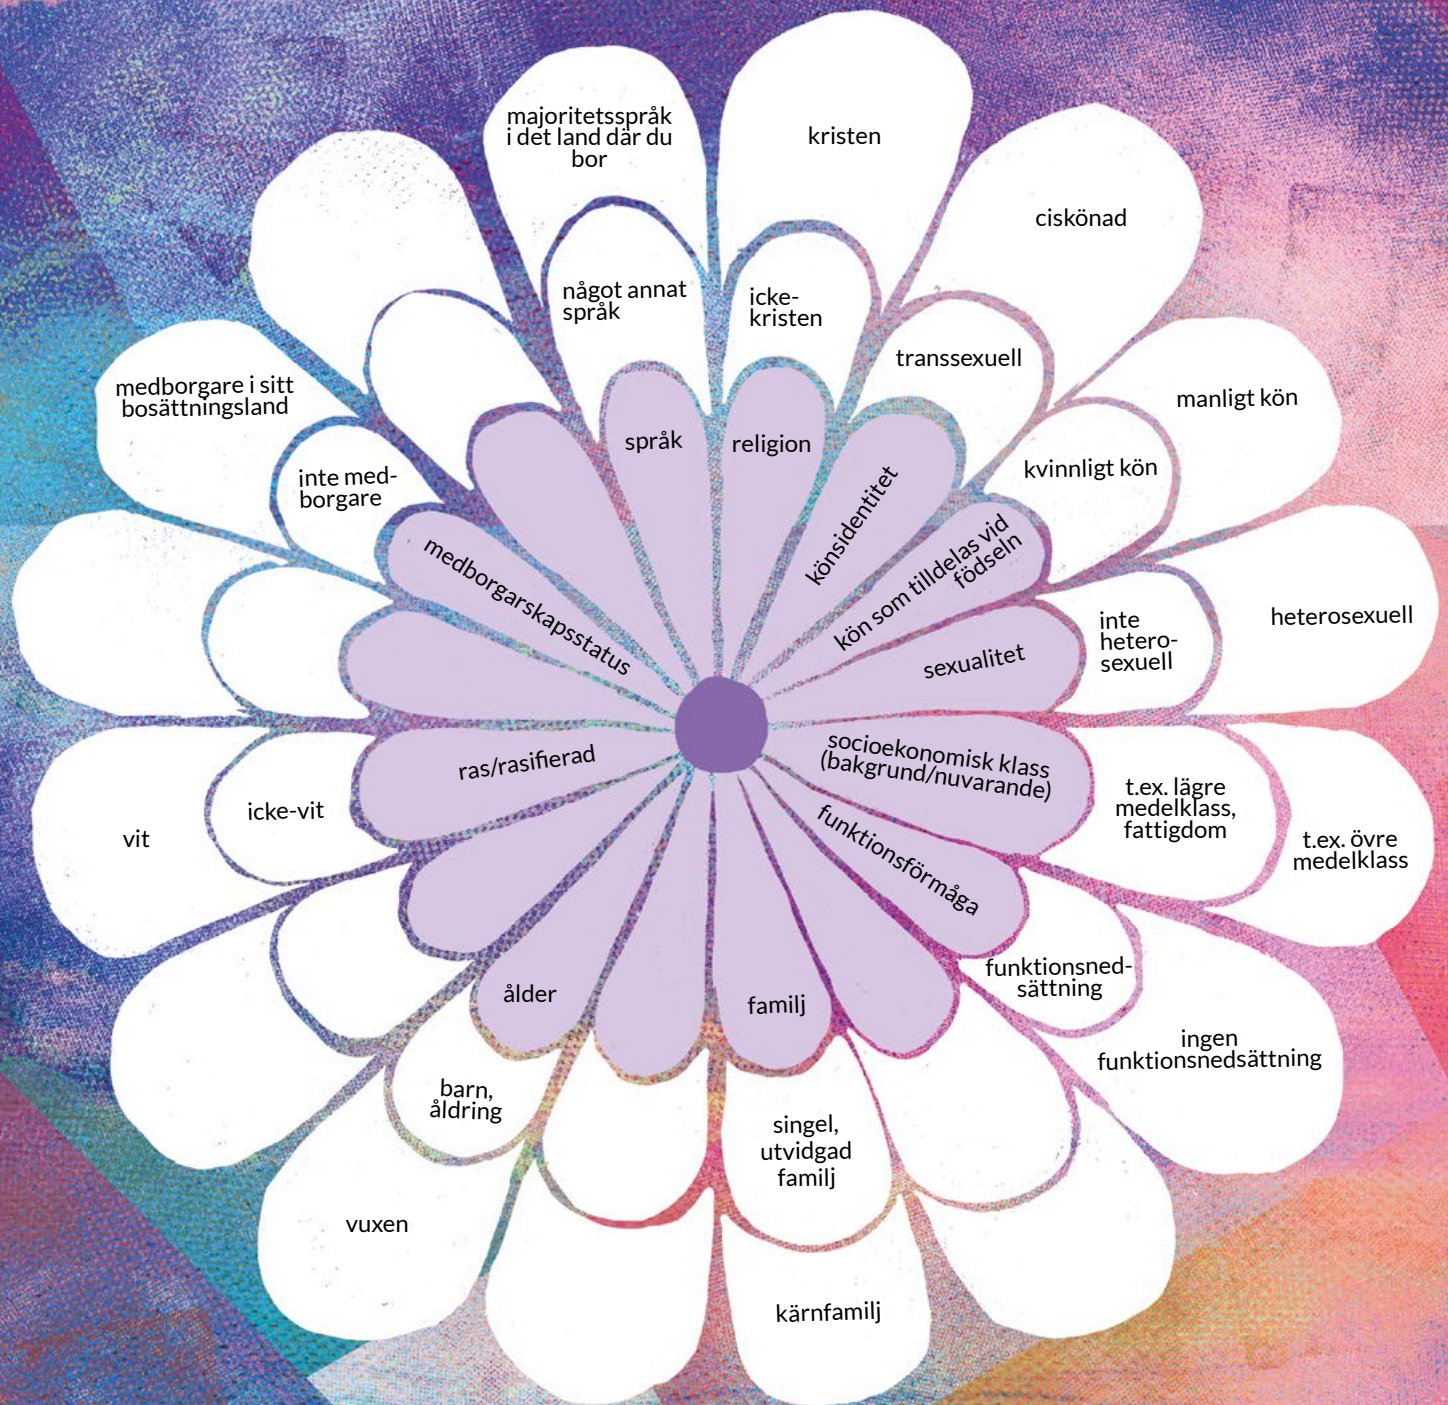 majoritetsspråk
i det land där du
bor
kristen
ciskönad
något annat
språk
icke-
kristen
transsexuell
manligt kön
medborgare i sitt
bosättningsland
inte med-
borgare
språk
religion
könsidentitet
kvinnligt kön
kön som tilldelas vid
födseln
medborgarskapsstatus
sexualitet
inte
hetero-
sexuell
heterosexuell
ras/rasifierad
icke-vit
vit
socioekonomisk klass
(bakgrund/nuvarande)
t.ex. lägre
medelklass,
fattigdom
t.ex. övre
medelklass
funktionsförmåga
funktionsned-
sättning
ingen
funktionsnedsättning
ålder
familj
barn,
åldring
singel,
utvidgad
familj
vuxen
kärnfamilj